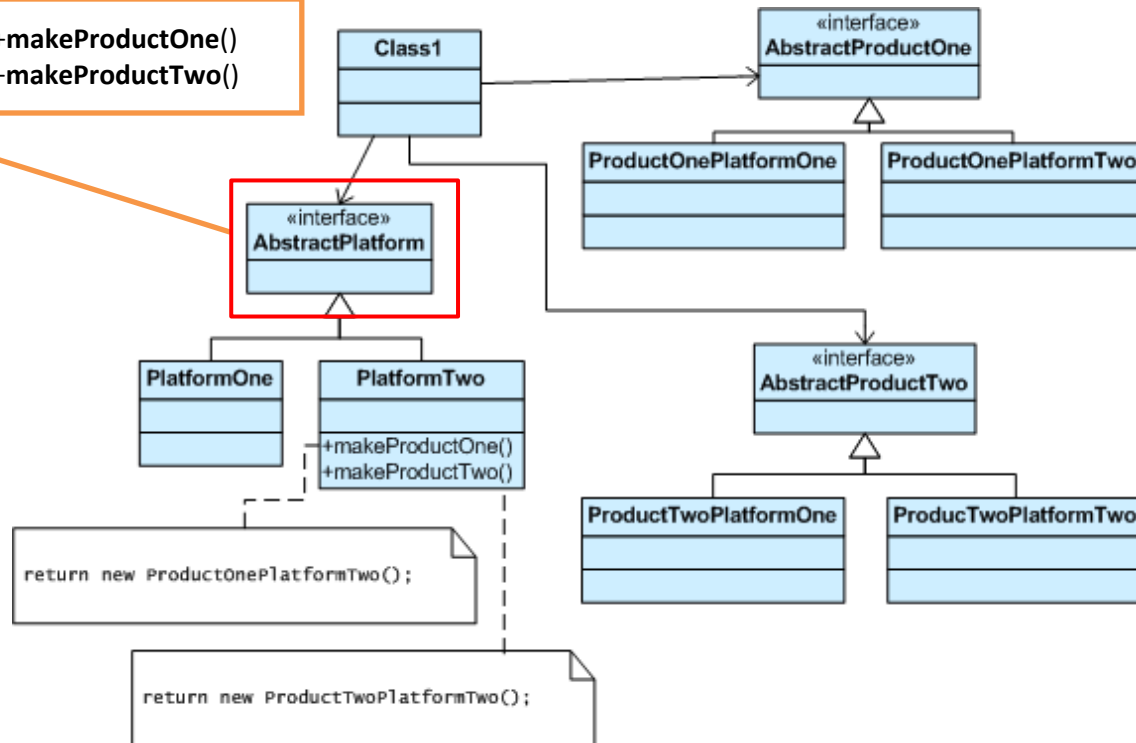 +makeProductOne()
+makeProductTwo()
Class1
«interface»
AbstractProductOne
ProductOnePlatformOne
ProductOnePlatformTwo
«interface»
AbstractPlatform
PlatformOne
PlatformTwo
+makeProductOne()
+makeProductTwo()
«interface»
AbstractProductTwo
ProductTwoPlatformOne
ProducTwoPlatformTwo
return new ProductOnePlatformTwo();
return new ProductTwoPlatformTwo();